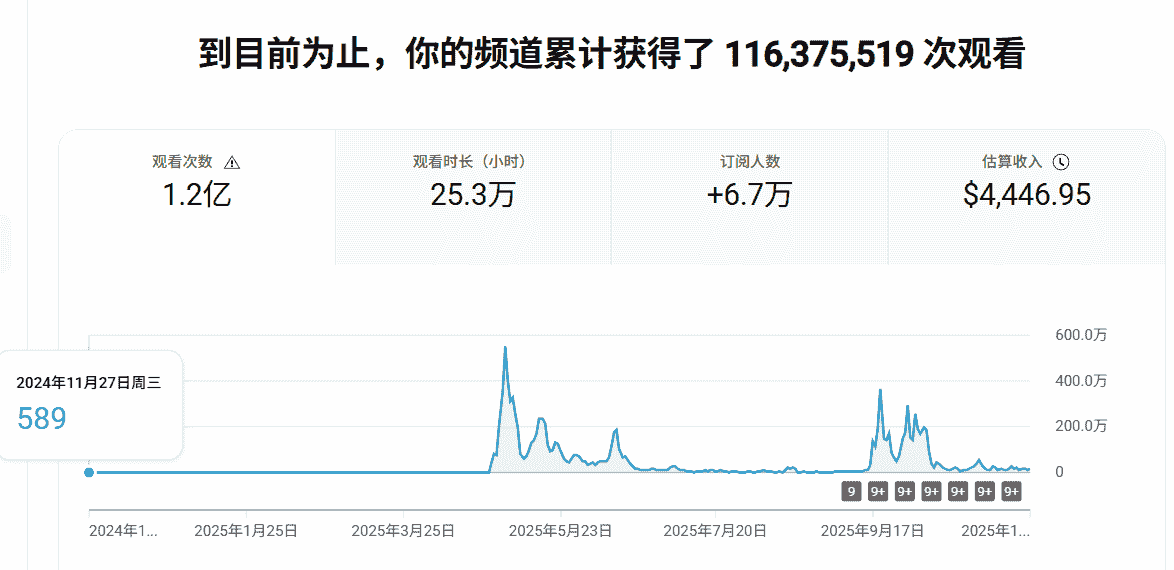 到目前为止，你的频道累计获得了 116,375,519 次观看
观看次数
1.2亿
观看时长（小时）
25.3万
订阅人数
+6.7万
估算收入
$4,446.95
600.0万
400.0万
200.0万
0
2024年11月27日周三
589
9 9+ 9+ 9+ 9+ 9+ 9+
2024年1... 2025年1月25日 2025年3月25日 2025年5月23日 2025年7月20日 2025年9月17日 2025年1...